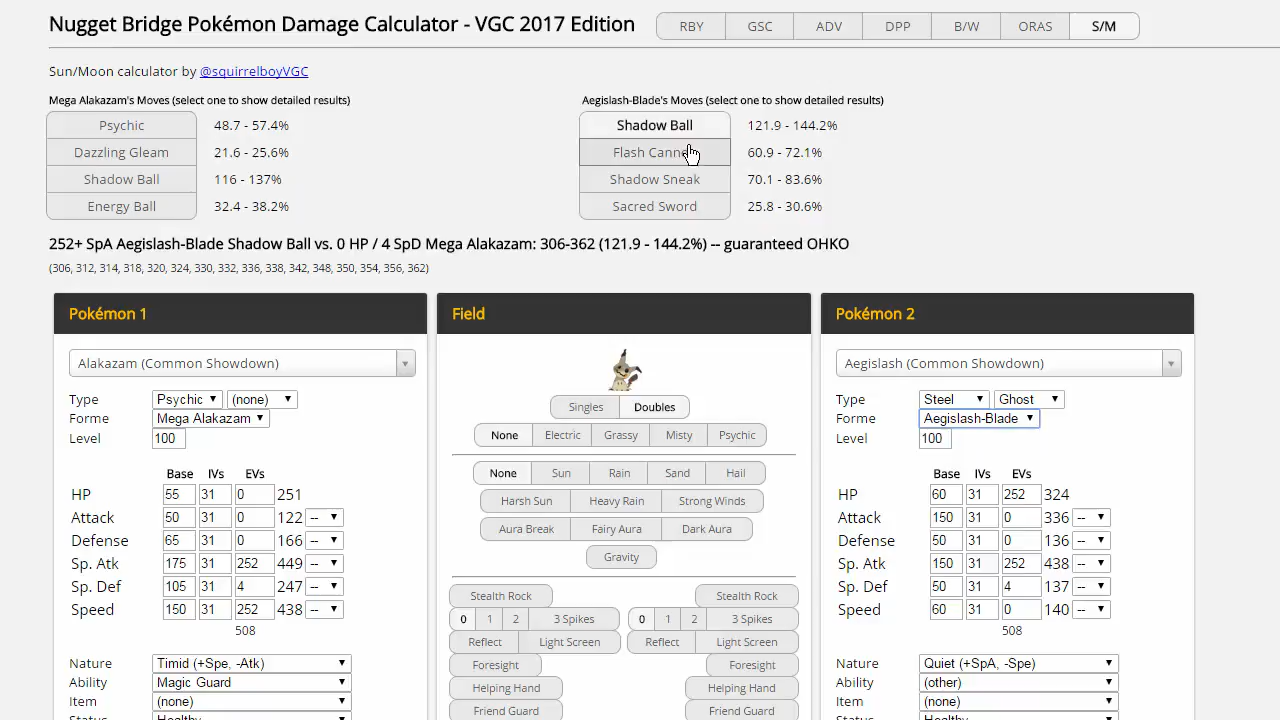 Nugget Bridge Pokémon Damage Calculator - VGC 2017 Edition RBY GSC ADV DPP B/W ORAS S/M
Sun/Moon calculator by @squirrelboyVGC
Mega Alakazam's Moves (select one to show detailed results)
Psychic 48.7 - 57.4%
Dazzling Gleam 21.6 - 25.6%
Shadow Ball 116 - 137%
Energy Ball 32.4 - 38.2%
Aegislash-Blade's Moves (select one to show detailed results)
Shadow Ball 121.9 - 144.2%
Flash Canno 60.9 - 72.1%
Shadow Sneak 70.1 - 83.6%
Sacred Sword 25.8 - 30.6%
252+ SpA Aegislash-Blade Shadow Ball vs. 0 HP / 4 SpD Mega Alakazam: 306-362 (121.9 - 144.2%) -- guaranteed OHKO
(306, 312, 314, 318, 320, 324, 330, 332, 336, 338, 342, 348, 350, 354, 356, 362)
Pokémon 1
Alakazam (Common Showdown)
Type Psychic (none)
Forme Mega Alakazam
Level 100
Base IVs EVs
HP 55 31 0 251
Attack 50 31 0 122 --
Defense 65 31 0 166 --
Sp. Atk 175 31 252 449 --
Sp. Def 105 31 4 247 --
Speed 150 31 252 438 --
508
Nature Timid (+Spe, -Atk)
Ability Magic Guard
Item (none)
Status Healthy
Field
Singles Doubles
None Electric Grassy Misty Psychic
None Sun Rain Sand Hail
Harsh Sun Heavy Rain Strong Winds
Aura Break Fairy Aura Dark Aura
Gravity
Stealth Rock Stealth Rock
0 1 2 3 Spikes 0 1 2 3 Spikes
Reflect Light Screen Reflect Light Screen
Foresight Foresight
Helping Hand Helping Hand
Friend Guard Friend Guard
Pokémon 2
Aegislash (Common Showdown)
Type Steel Ghost
Forme Aegislash-Blade
Level 100
Base IVs EVs
HP 60 31 252 324
Attack 150 31 0 336 --
Defense 50 31 0 136 --
Sp. Atk 150 31 252 438 --
Sp. Def 50 31 4 137 --
Speed 60 31 0 140 --
508
Nature Quiet (+SpA, -Spe)
Ability (other)
Item (none)
Status Healthy